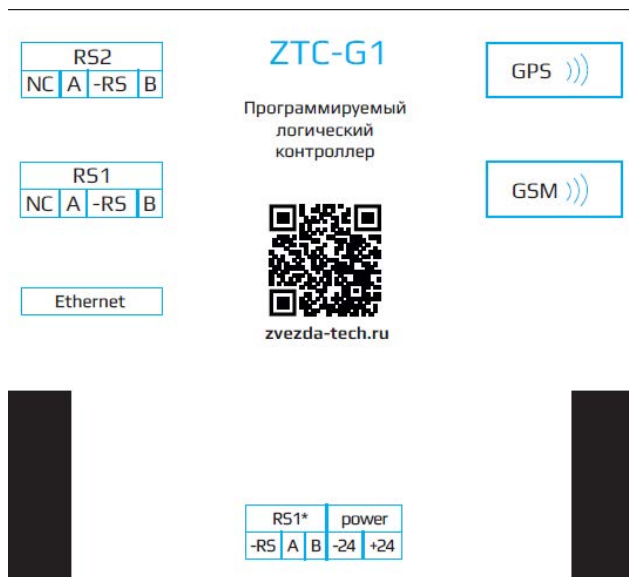 RS2
NC A -RS B
ZTC-G1
GPS
Программируемый
логический
контроллер
RS1
NC A -RS B
GSM
Ethernet
zvezda-tech.ru
RS1* power
-RS A B -24 +24